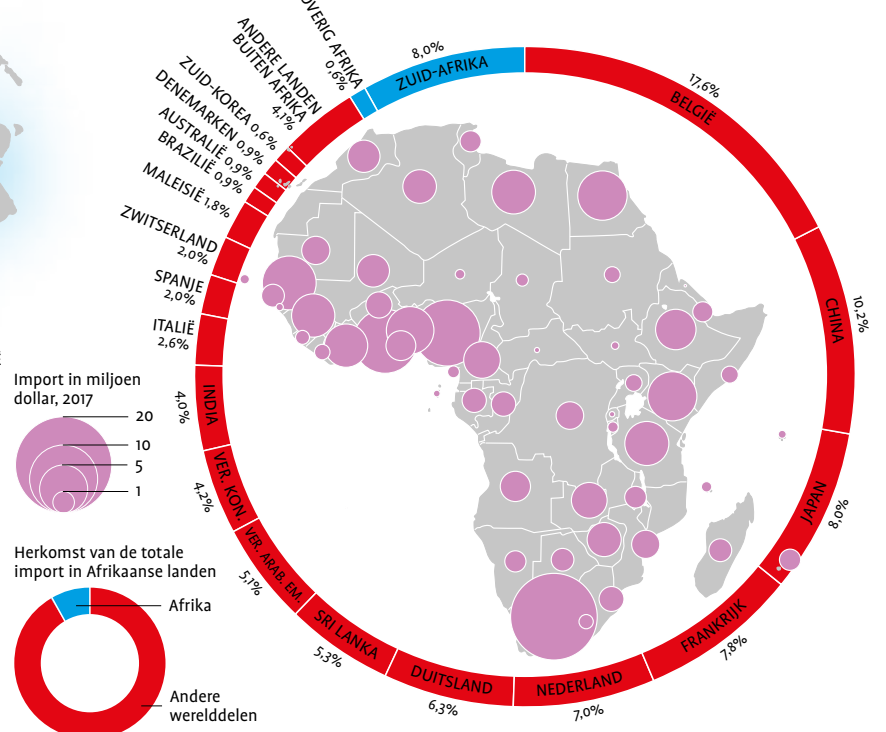 OVERIG AFRIKA
0,6%
8,0%
ZUID-AFRIKA
17,6%
BELGIË
10,2%
CHINA
JAPAN
8,0%
FRANKRIJK
7,8%
NEDERLAND
7,0%
DUITSLAND
6,3%
SRI LANKA
5,3%
VER. ARAB. EM.
5,1%
VER. KON.
4,2%
INDIA
4,0%
ITALIË
2,6%
SPANJE
2,0%
ZWITSERLAND
2,0%
MALEISIË 1,8%
BRAZILIË 0,9%
AUSTRALIË 0,9%
DENEMARKEN 0,9%
ZUID-KOREA 0,6%
ANDERE LANDEN
BUITEN AFRIKA
4,1%
Import in miljoen
dollar, 2017
20
10
5
1
Herkomst van de totale
import in Afrikaanse landen
Afrika
Andere
werelddelen